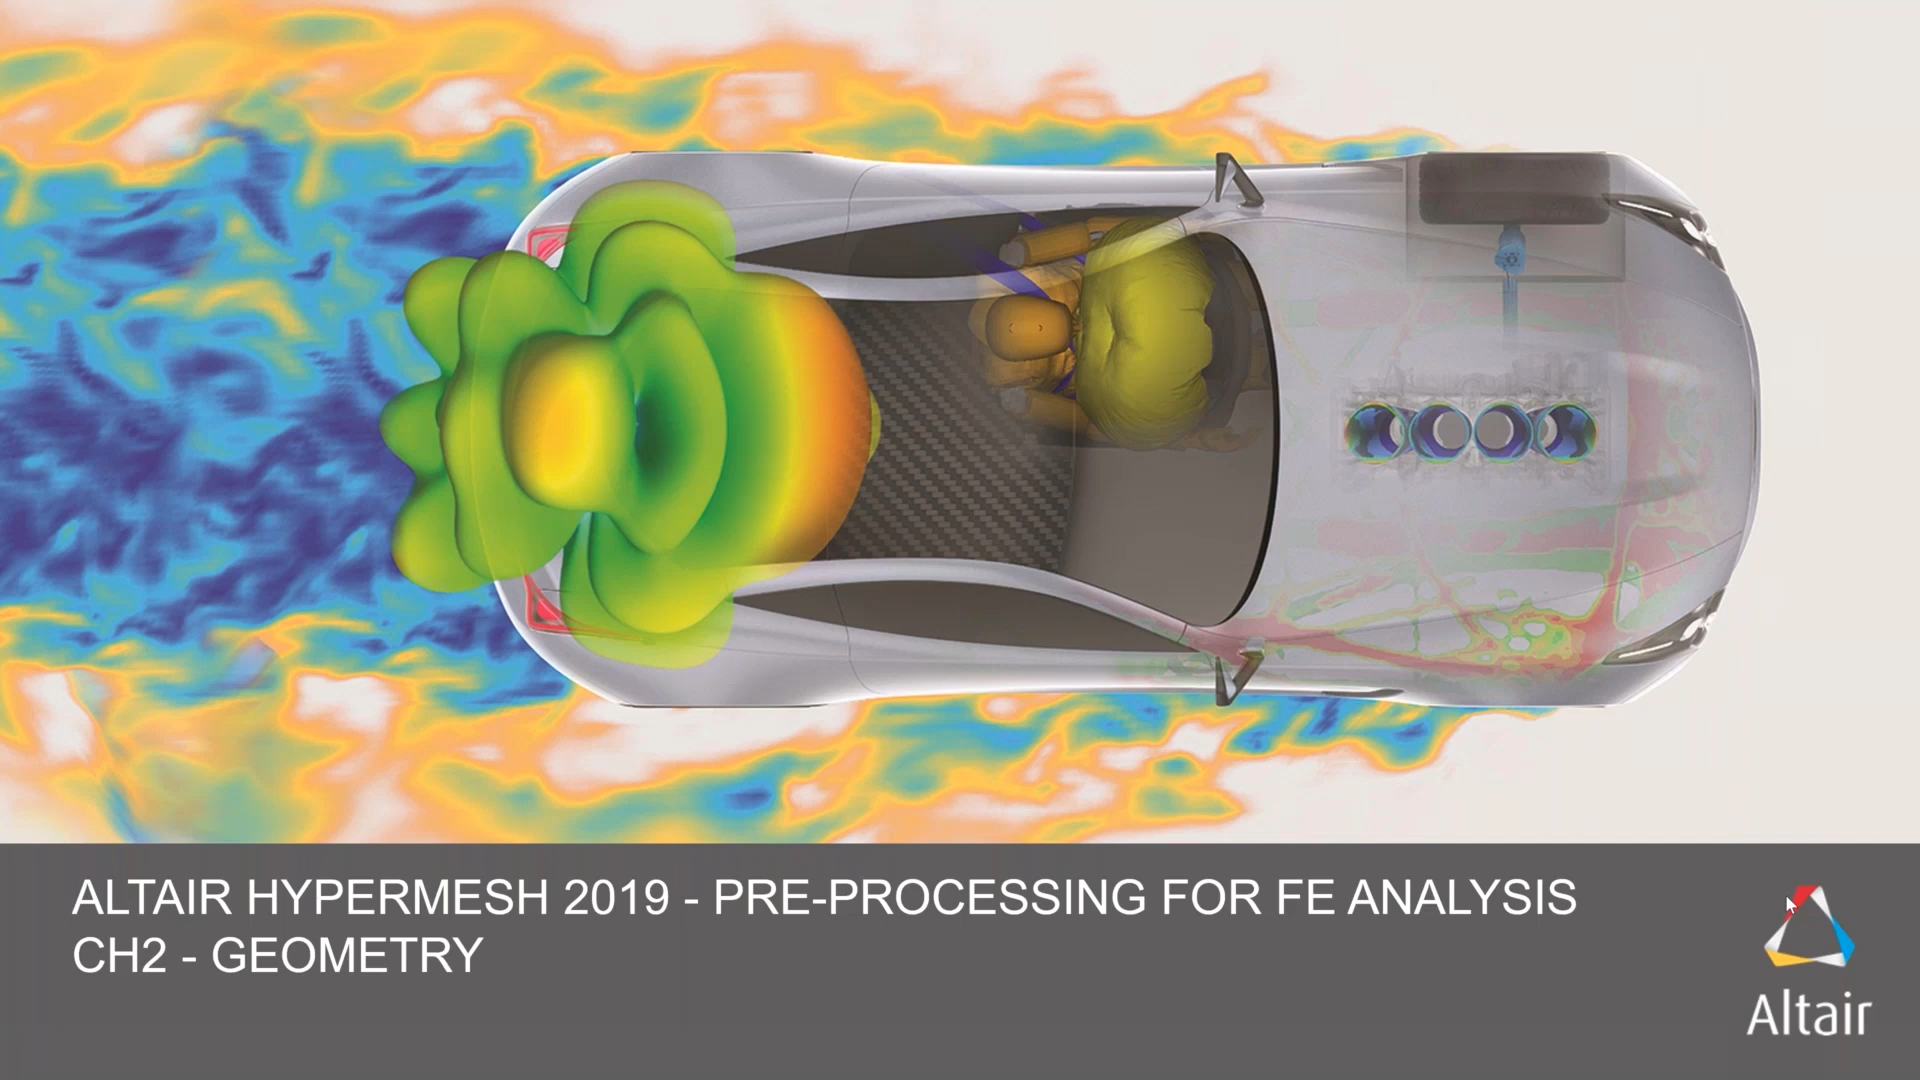 ALTAIR HYPERMESH 2019 - PRE-PROCESSING FOR FE ANALYSIS
CH2 - GEOMETRY
Altair